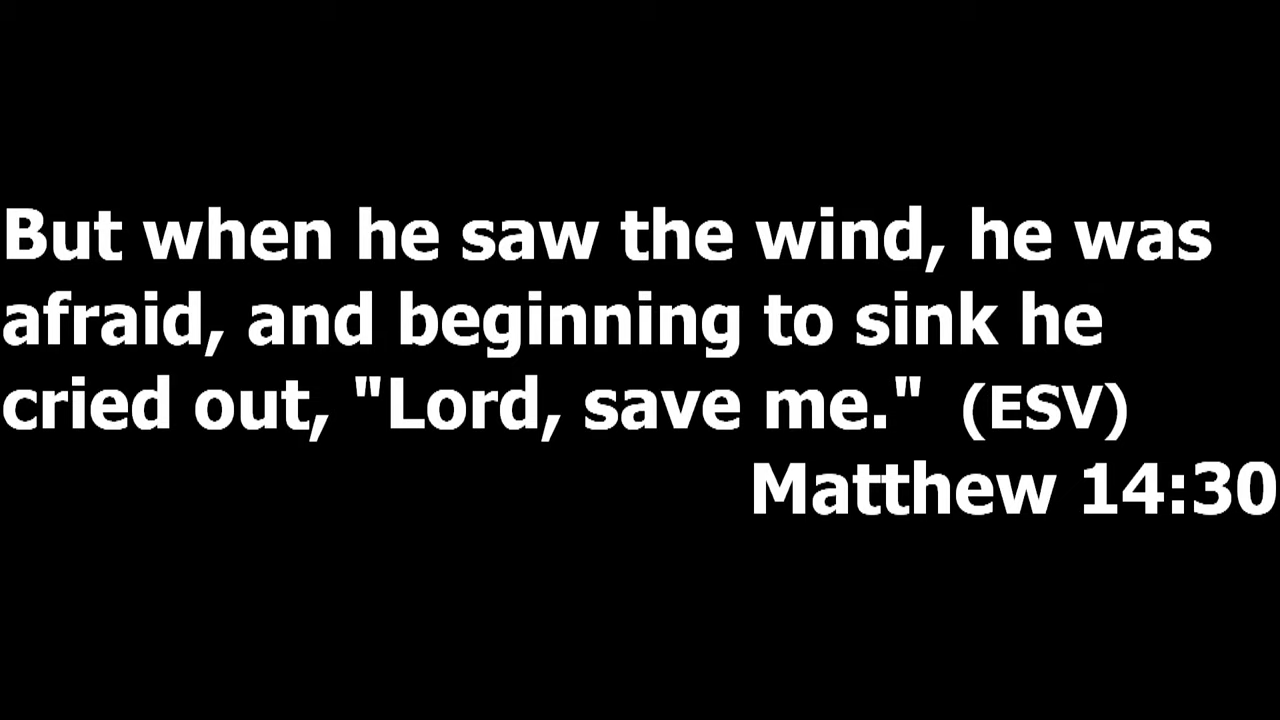 But when he saw the wind, he was
afraid, and beginning to sink he
cried out, "Lord, save me." (ESV)
Matthew 14:30